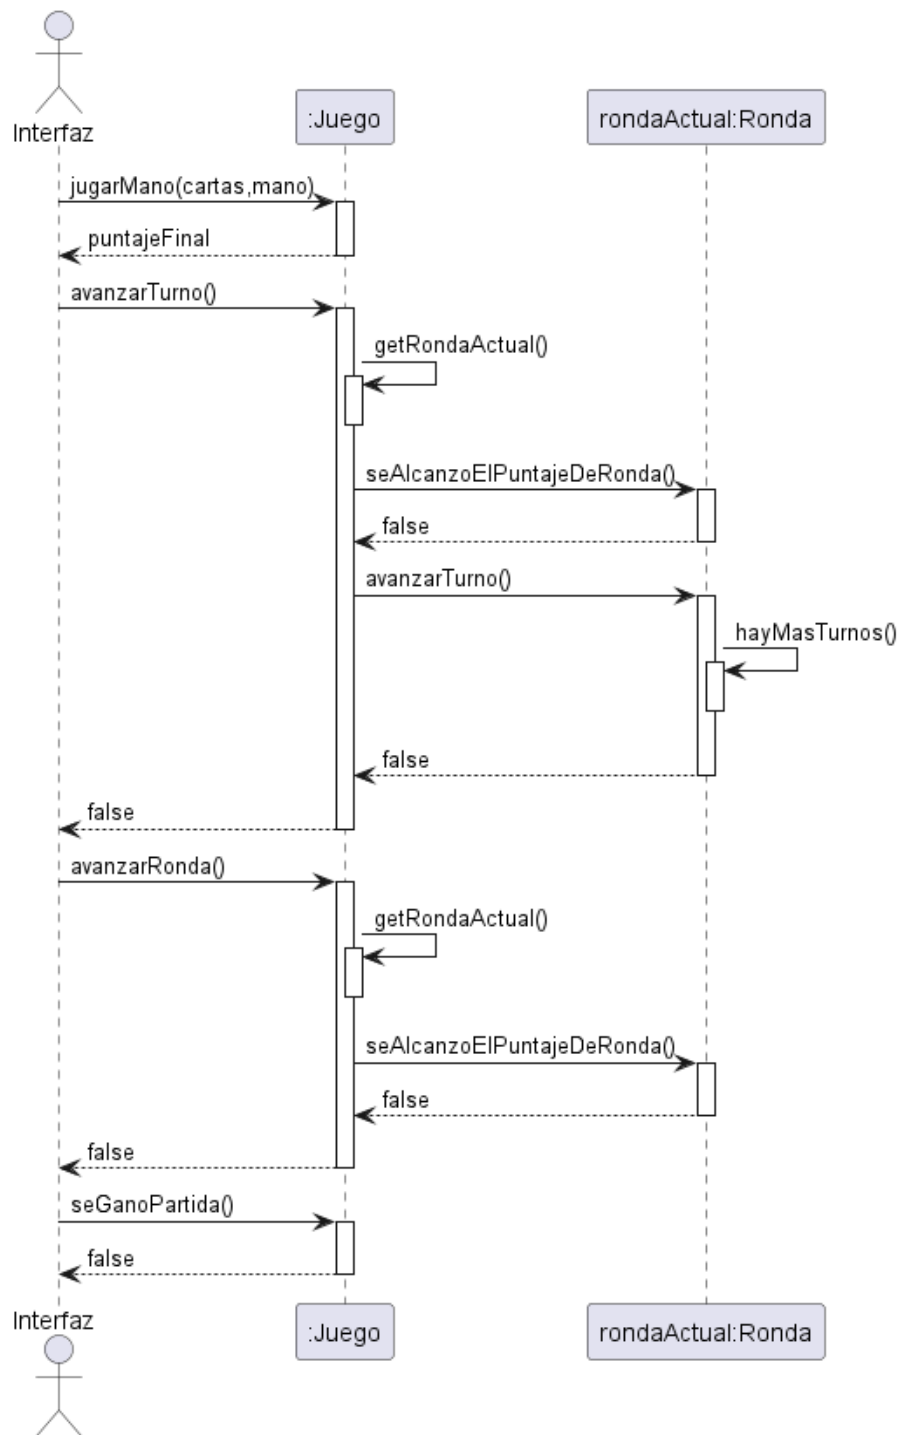 Interfaz
:Juego
rondaActual:Ronda
jugarMano(cartas,mano)
puntajeFinal
avanzarTurno()
getRondaActual()
seAlcanzoElPuntajeDeRonda()
false
avanzarTurno()
hayMasTurnos()
false
false
avanzarRonda()
getRondaActual()
seAlcanzoElPuntajeDeRonda()
false
false
seGanoPartida()
false
Interfaz
:Juego
rondaActual:Ronda